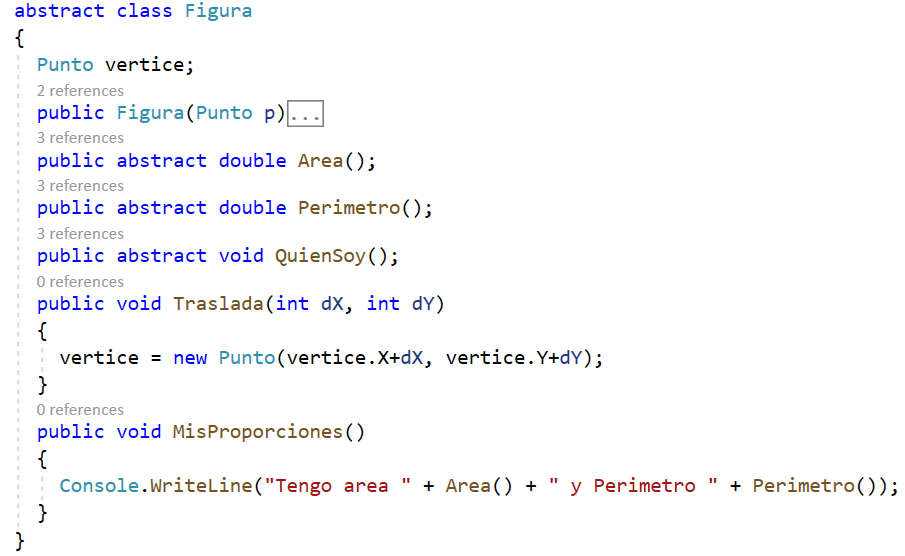 abstract class Figura
{
Punto vertice;
2 references
public Figura(Punto p)...
3 references
public abstract double Area();
3 references
public abstract double Perimetro();
3 references
public abstract void QuienSoy();
0 references
public void Traslada(int dX, int dY)
{
vertice = new Punto(vertice.X+dX, vertice.Y+dY);
}
0 references
public void MisProporciones()
{
Console.WriteLine("Tengo area " + Area() + " y Perimetro " + Perimetro());
}
}